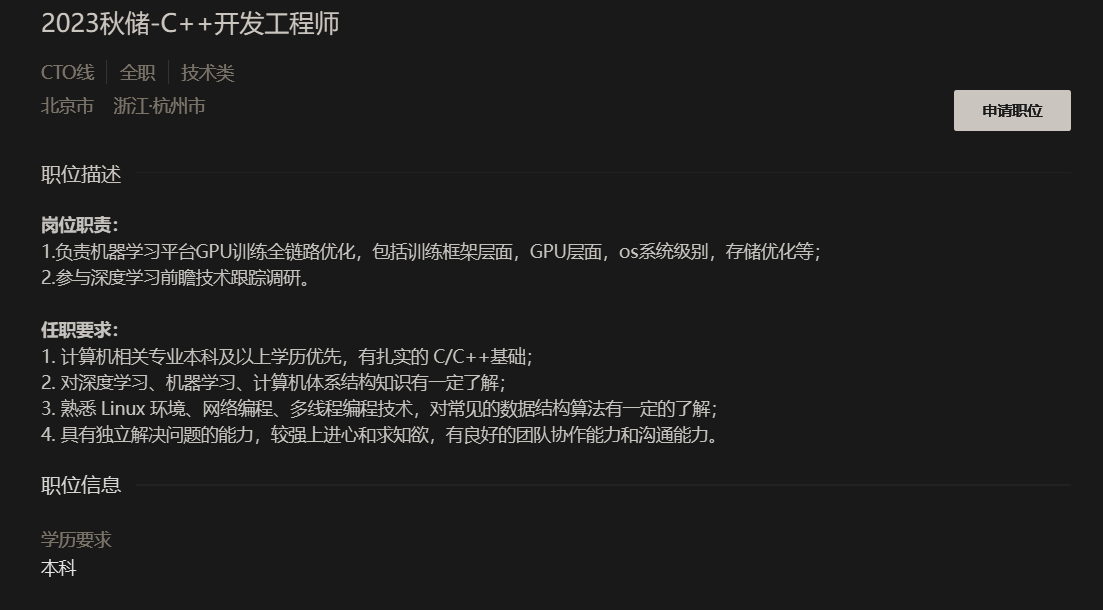 2023秋储-C++开发工程师
CTO线 全职 技术类
北京市 浙江·杭州市
申请职位
职位描述
岗位职责：
1.负责机器学习平台GPU训练全链路优化，包括训练框架层面，GPU层面，os系统级别，存储优化等；
2.参与深度学习前瞻技术跟踪调研。
任职要求：
1. 计算机相关专业本科及以上学历优先，有扎实的 C/C++基础；
2. 对深度学习、机器学习、计算机体系结构知识有一定了解；
3. 熟悉 Linux 环境、网络编程、多线程编程技术，对常见的数据结构算法有一定的了解；
4. 具有独立解决问题的能力，较强上进心和求知欲，有良好的团队协作能力和沟通能力。
职位信息
学历要求
本科